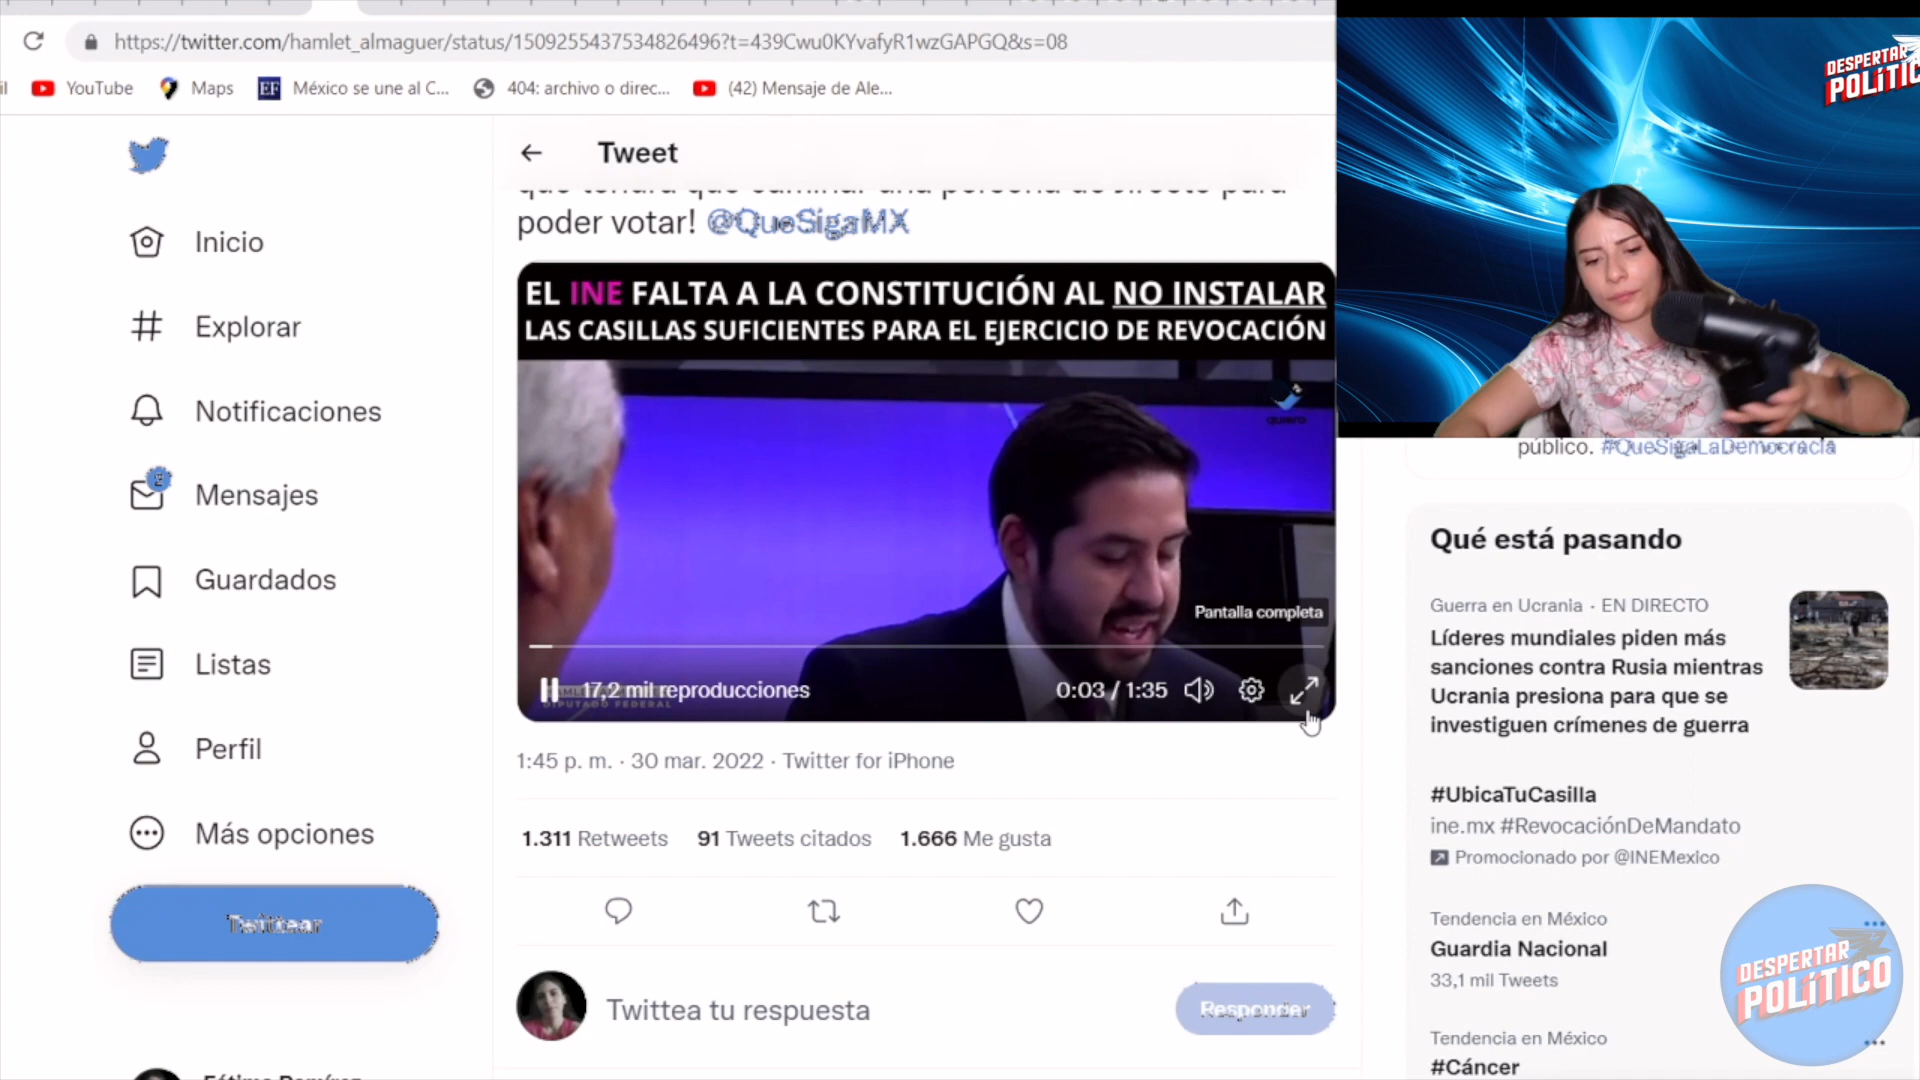 https://twitter.com/hamlet_almaguer/status/1509255437534826496?t=439Cwu0KYvafyR1wzGAPGQ&s=08
YouTube
Maps
EF
México se une al C...
404: archivo o direc...
(42) Mensaje de Ale...
DESPERTAR
POLÍTIC
Tweet
que tendrá que caminar una persona de directo para
poder votar! @QueSigaMX
Inicio
Explorar
Notificaciones
2
Mensajes
Guardados
Listas
Perfil
Más opciones
Twittear
EL INE FALTA A LA CONSTITUCIÓN AL NO INSTALAR
LAS CASILLAS SUFICIENTES PARA EL EJERCICIO DE REVOCACIÓN
quiero
Pantalla completa
17,2 mil reproducciones
0:03 / 1:35
DIPUTADO FEDERAL
1:45 p. m. · 30 mar. 2022 · Twitter for iPhone
1.311 Retweets 91 Tweets citados 1.666 Me gusta
Twittea tu respuesta
Responder
público. #QueSigaLaDemocracia
Qué está pasando
Guerra en Ucrania · EN DIRECTO
Líderes mundiales piden más
sanciones contra Rusia mientras
Ucrania presiona para que se
investiguen crímenes de guerra
#UbicaTuCasilla
ine.mx #RevocaciónDeMandato
Promocionado por @INEMexico
Tendencia en México
Guardia Nacional
33,1 mil Tweets
Tendencia en México
#Cáncer
DESPERTAR
POLÍTICO